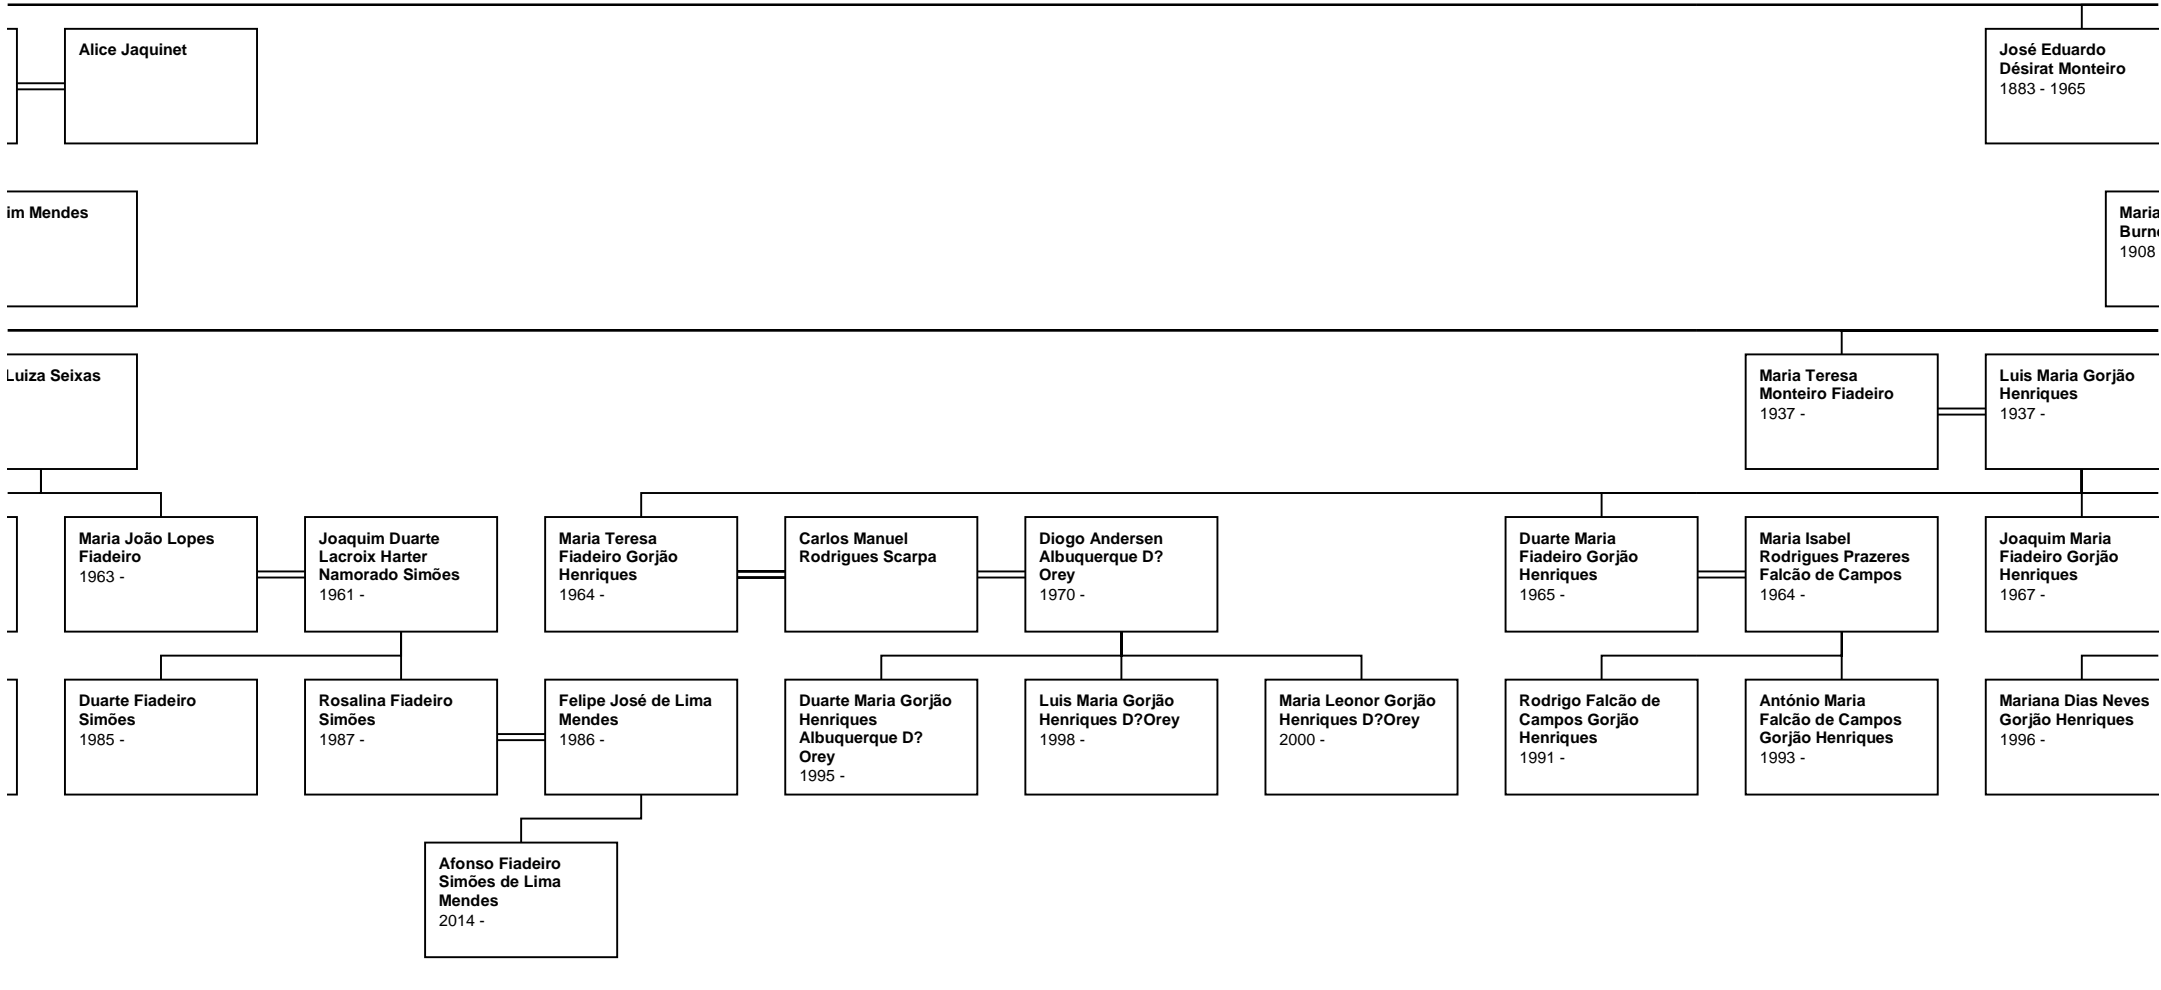 Alice Jaquinet
José Eduardo
Désirat Monteiro
1883 - 1965
im Mendes
Maria
1908
Luiza Seixas
Maria Teresa
Monteiro Fiadeiro
1937 -
Luis Maria Gorjão
Henriques
1937 -
Maria João Lopes
Fiadeiro
1963 -
Joaquim Duarte
Lacroix Harter
Namorado Simões
1961 -
Maria Teresa
Fiadeiro Gorjão
Henriques
1964 -
Carlos Manuel
Rodrigues Scarpa
Diogo Andersen
Albuquerque D?
Orey
1970 -
Duarte Maria
Fiadeiro Gorjão
Henriques
1965 -
Maria Isabel
Rodrigues Prazeres
Falcão de Campos
1964 -
Joaquim Maria
Fiadeiro Gorjão
Henriques
1967 -
Duarte Fiadeiro
Simões
1985 -
Rosalina Fiadeiro
Simões
1987 -
Felipe José de Lima
Mendes
1986 -
Duarte Maria Gorjão
Henriques
Albuquerque D?
Orey
1995 -
Luis Maria Gorjão
Henriques D?Orey
1998 -
Maria Leonor Gorjão
Henriques D?Orey
2000 -
Rodrigo Falcão de
Campos Gorjão
Henriques
1991 -
António Maria
Falcão de Campos
Gorjão Henriques
1993 -
Mariana Dias Neves
Gorjão Henriques
1996 -
Afonso Fiadeiro
Simões de Lima
Mendes
2014 -